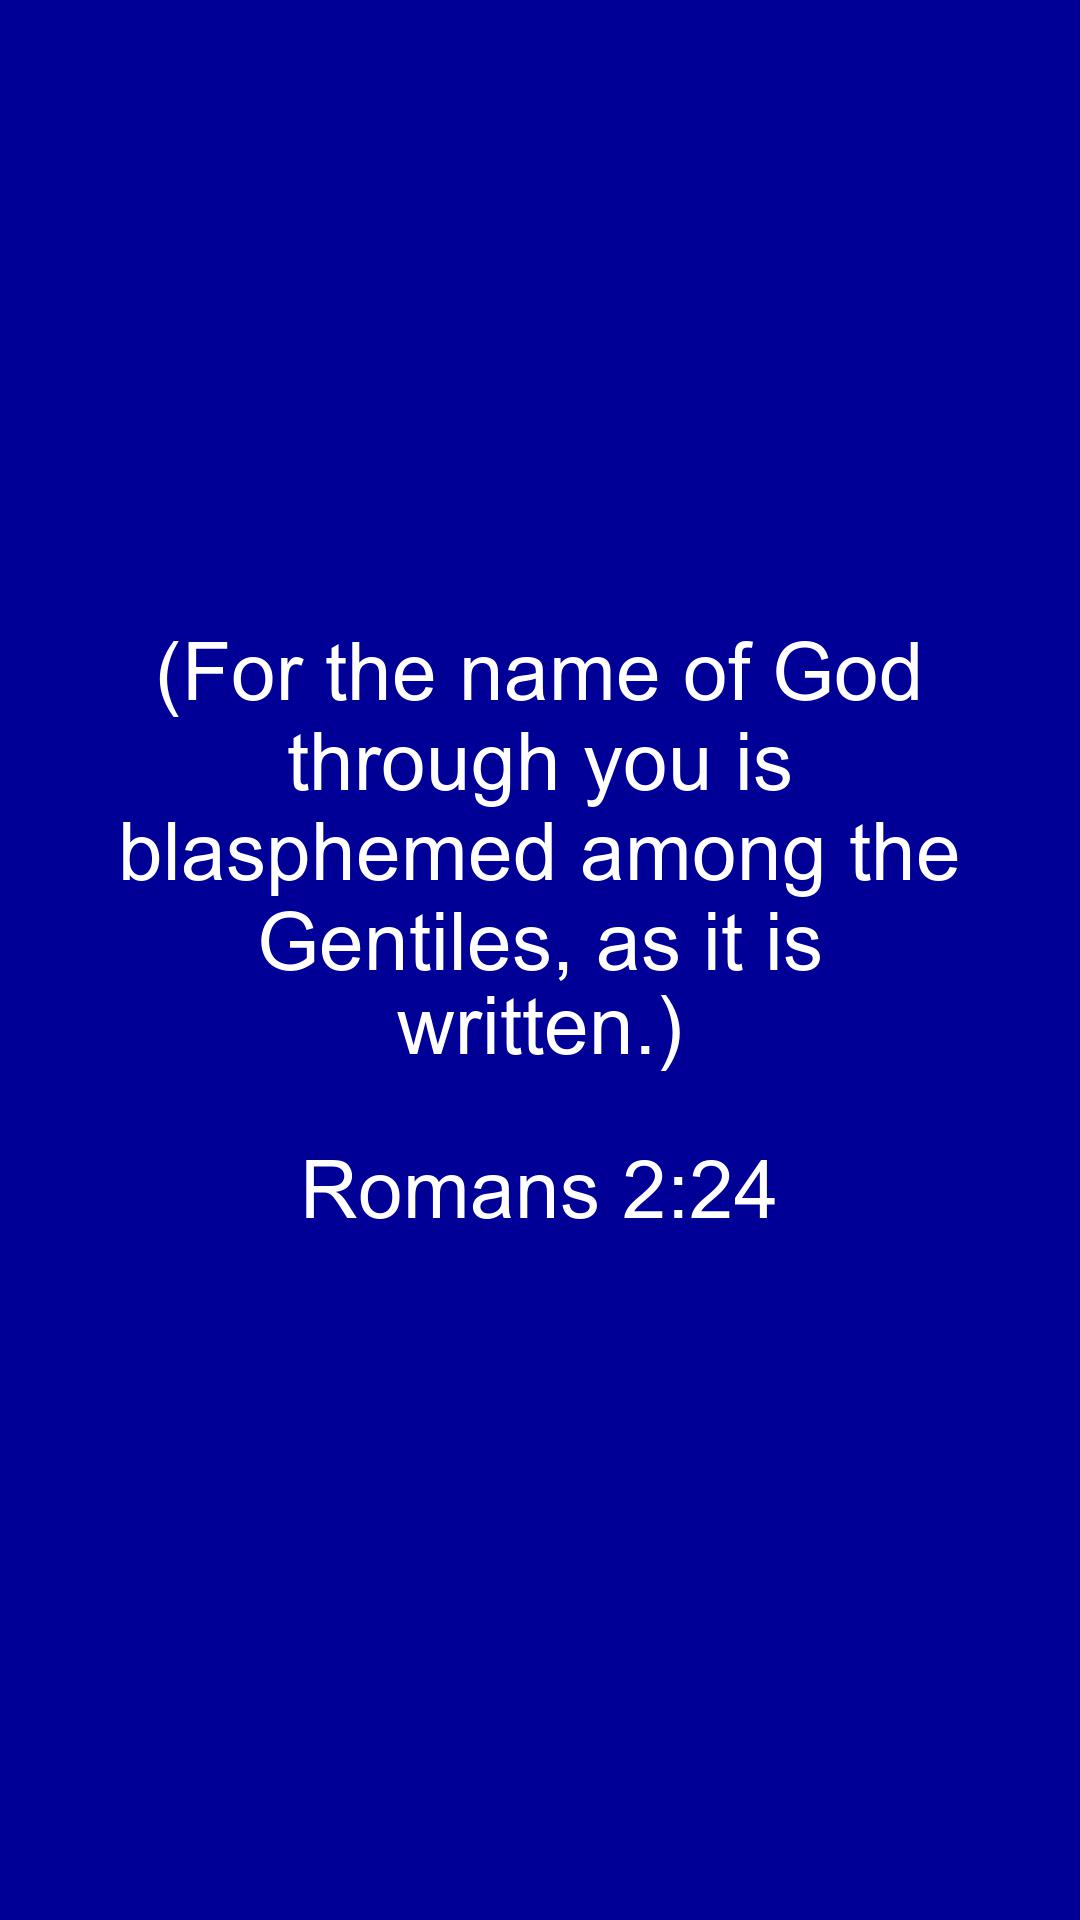 (For the name of God
through you is
blasphemed among the
Gentiles, as it is
written.)
Romans 2:24